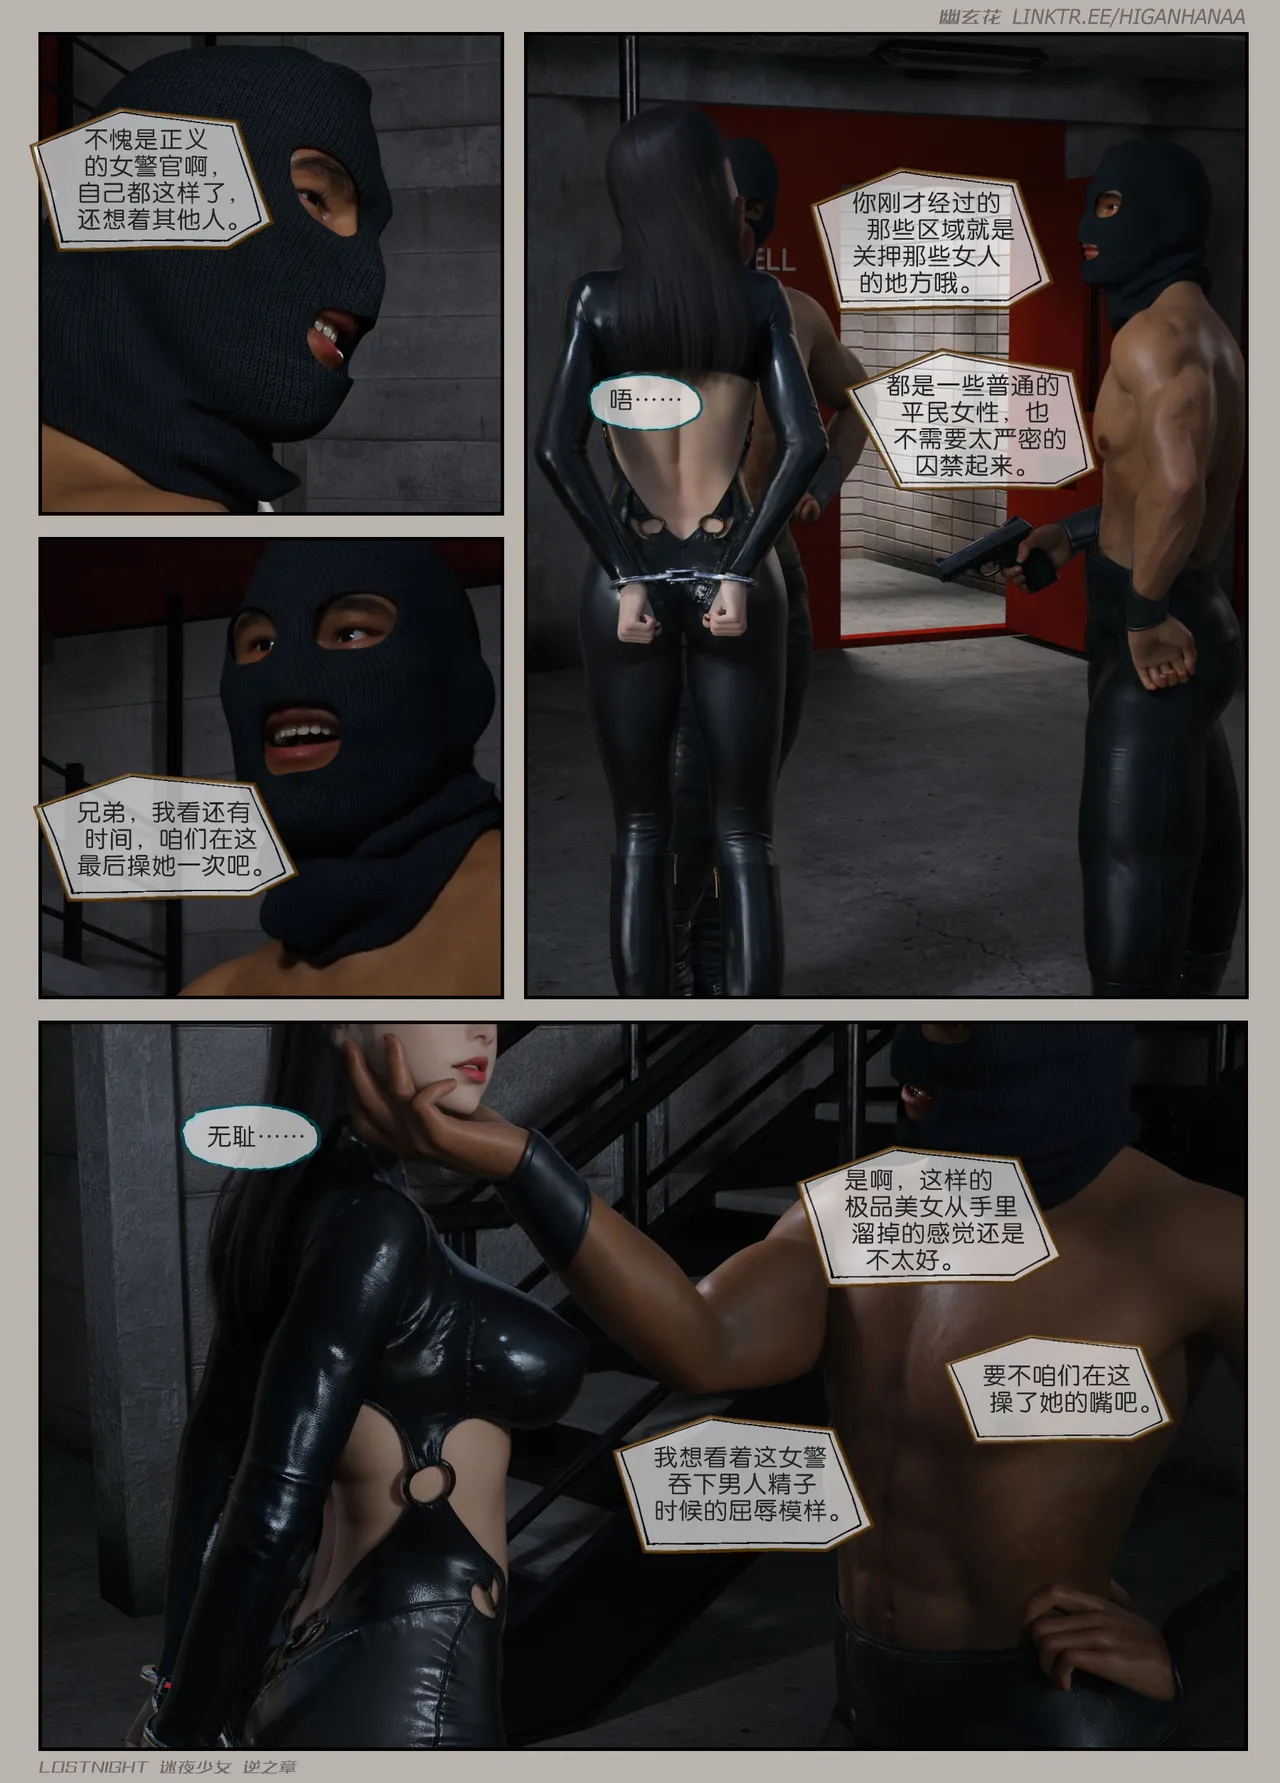 幽玄花 LINKTR.EE/HIGANHANAA
不愧是正义
的女警官啊，
自己都这样了，
还想着其他人。
你刚才经过的
那些区域就是
关押那些女人
的地方哦。
ELL
都是一些普通的
平民女性，也
不需要太严密的
囚禁起来。
唔……
兄弟，我看还有
时间，咱们在这
最后操她一次吧。
无耻……
是啊，这样的
极品美女从手里
溜掉的感觉还是
不太好。
要不咱们在这
操了她的嘴吧。
我想看着这女警
吞下男人精子
时候的屈辱模样。
LOSTNIGHT 迷夜少女 逆之章